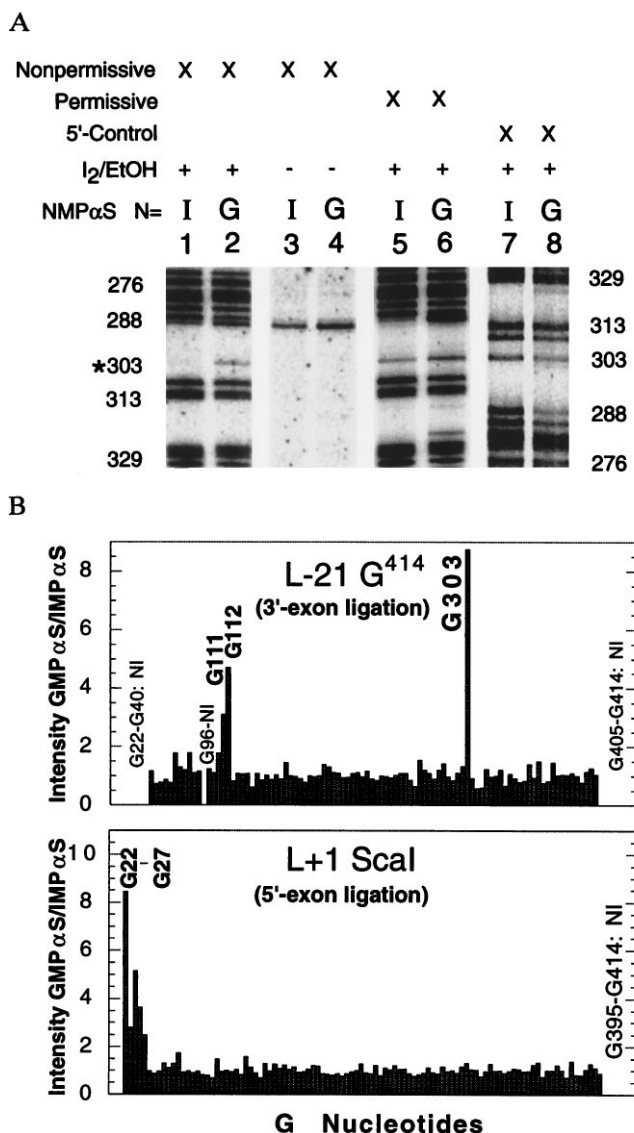 A
Nonpermissive X X X X
Permissive X X
5'-Control X X
I2/EtOH + + - - + + + +
NMPαS N= I G I G I G I G
1 2 3 4 5 6 7 8
276 329
288 313
*303 303
313 288
329 276
B
Intensity GMPαS/IMPαS
8
6
4
2
0
L-21 G414
(3'-exon ligation)
G22-G40: NI
G96-NI
G111
G112
G303
G405-G414: NI
Intensity GMPαS/IMPαS
10
8
6
4
2
0
G22-G27
L+1 ScaI
(5'-exon ligation)
G395-G414: NI
G Nucleotides